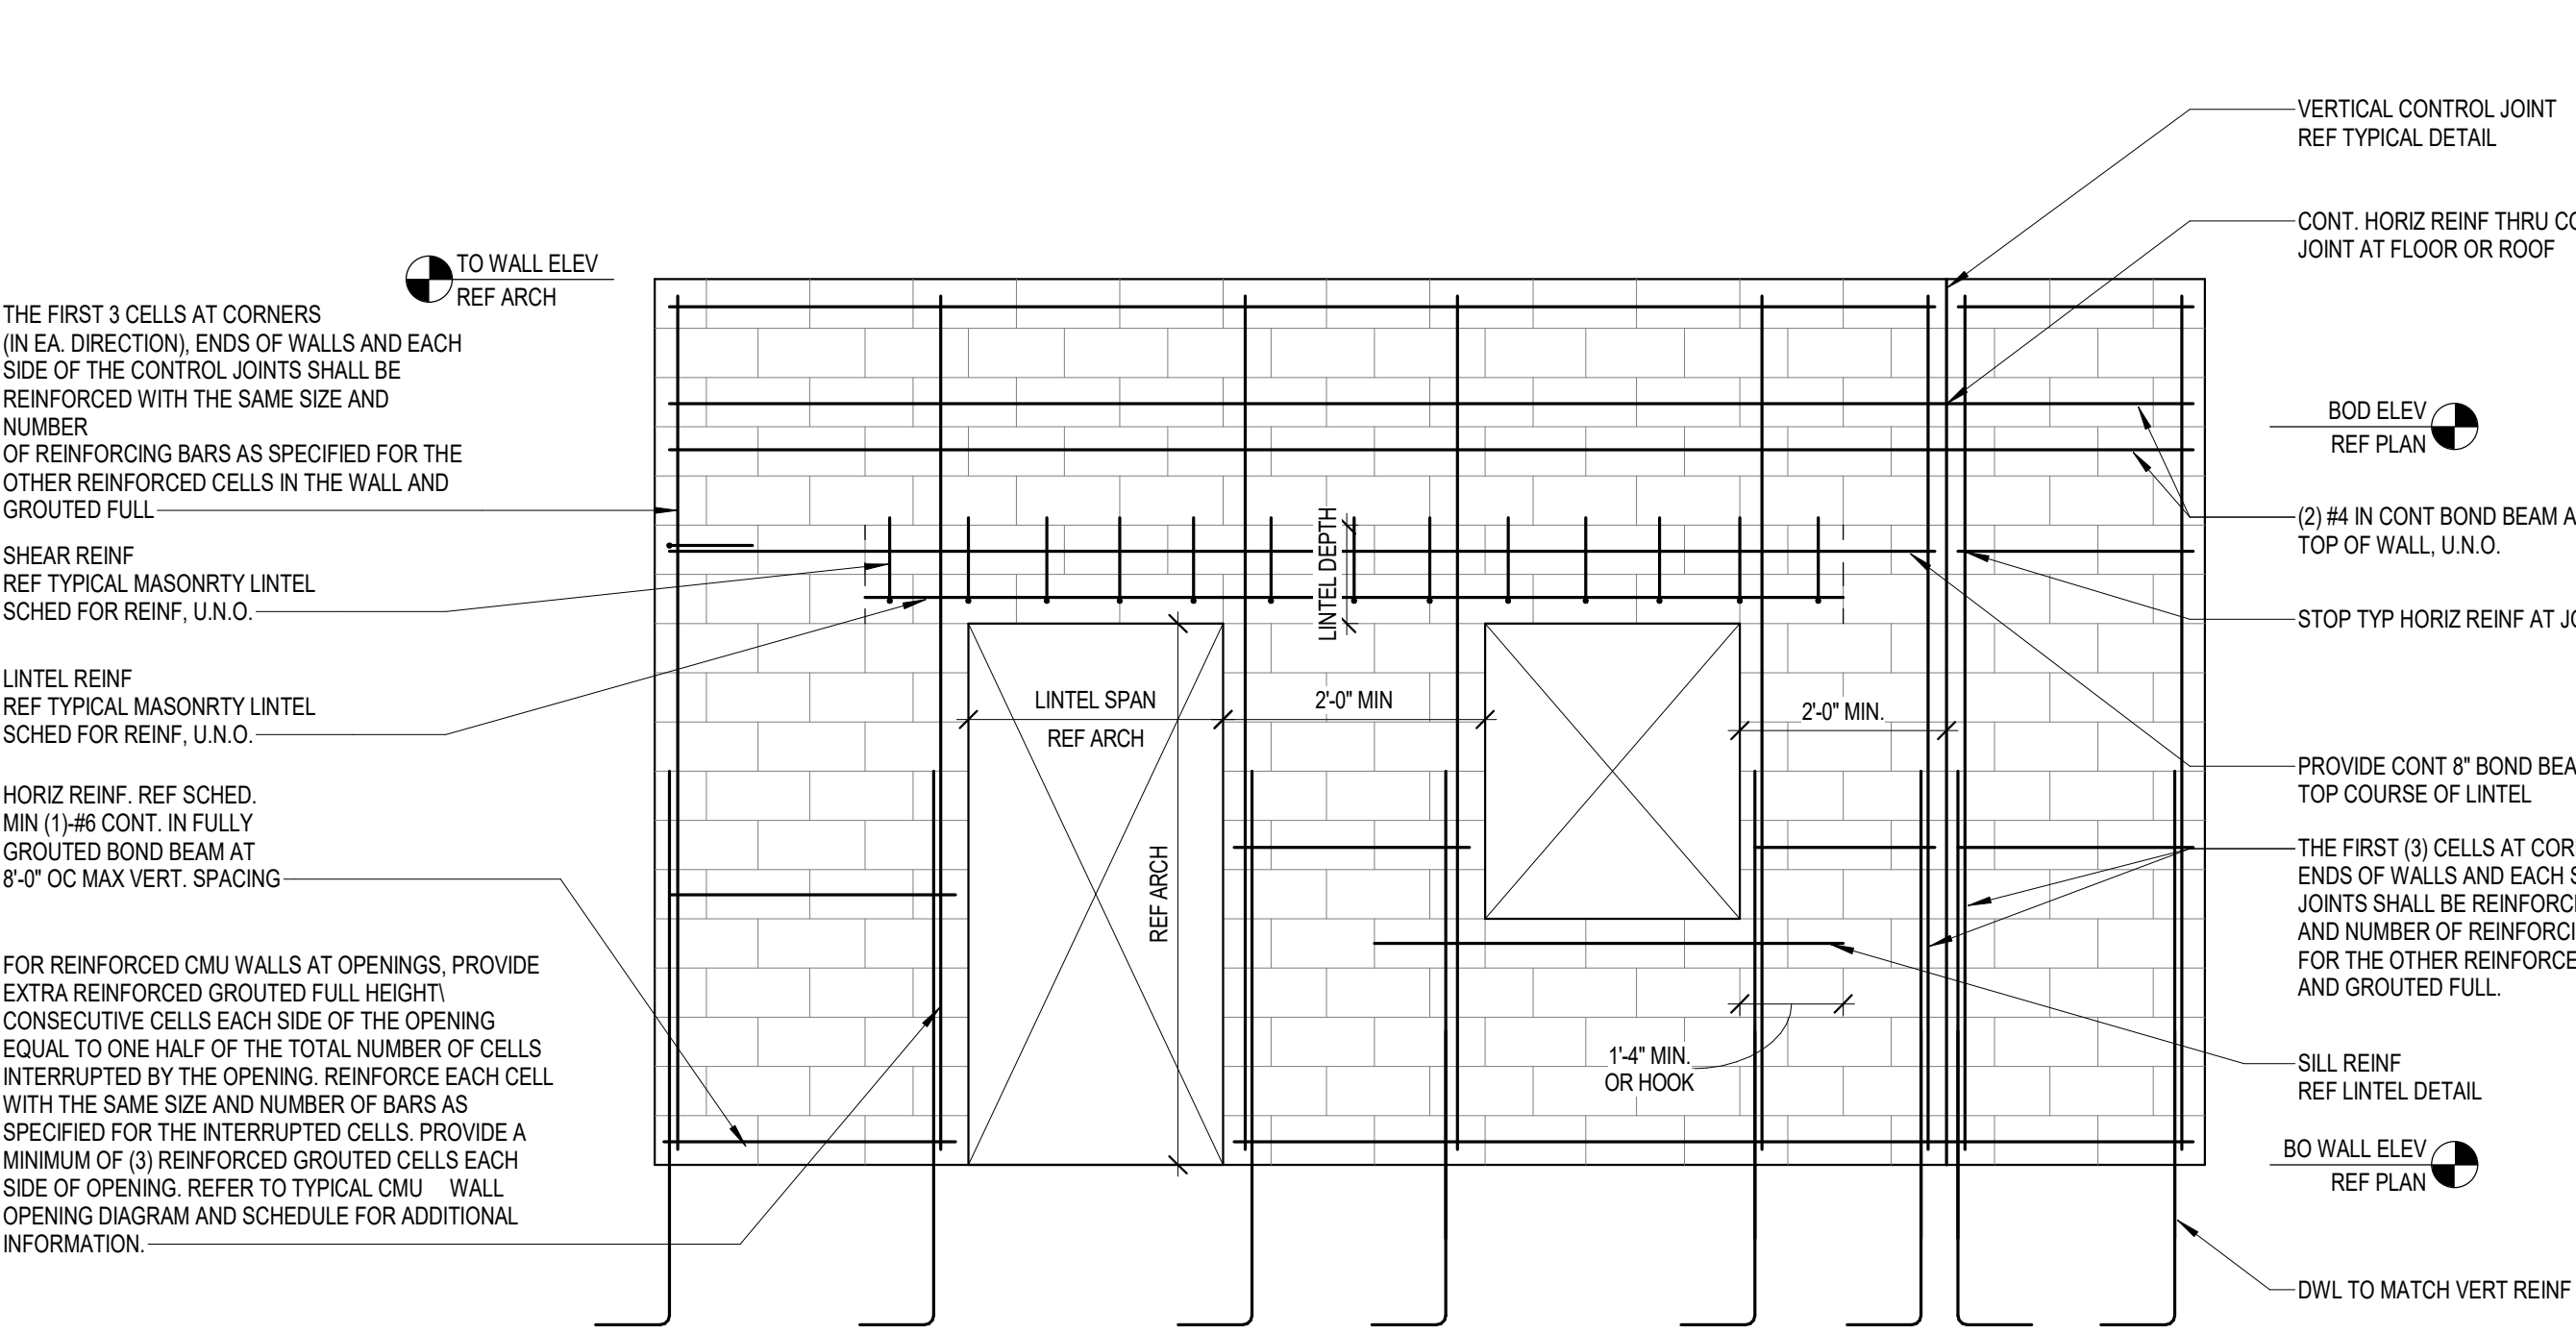 TO WALL ELEV
REF ARCH
THE FIRST 3 CELLS AT CORNERS
(IN EA. DIRECTION), ENDS OF WALLS AND EACH
SIDE OF THE CONTROL JOINTS SHALL BE
REINFORCED WITH THE SAME SIZE AND
NUMBER
OF REINFORCING BARS AS SPECIFIED FOR THE
OTHER REINFORCED CELLS IN THE WALL AND
GROUTED FULL
SHEAR REINF
REF TYPICAL MASONRTY LINTEL
SCHED FOR REINF, U.N.O.
LINTEL REINF
REF TYPICAL MASONRTY LINTEL
SCHED FOR REINF, U.N.O.
HORIZ REINF. REF SCHED.
MIN (1)-#6 CONT. IN FULLY
GROUTED BOND BEAM AT
8'-0" OC MAX VERT. SPACING
FOR REINFORCED CMU WALLS AT OPENINGS, PROVIDE
EXTRA REINFORCED GROUTED FULL HEIGHT\
CONSECUTIVE CELLS EACH SIDE OF THE OPENING
EQUAL TO ONE HALF OF THE TOTAL NUMBER OF CELLS
INTERRUPTED BY THE OPENING. REINFORCE EACH CELL
WITH THE SAME SIZE AND NUMBER OF BARS AS
SPECIFIED FOR THE INTERRUPTED CELLS. PROVIDE A
MINIMUM OF (3) REINFORCED GROUTED CELLS EACH
SIDE OF OPENING. REFER TO TYPICAL CMU WALL
OPENING DIAGRAM AND SCHEDULE FOR ADDITIONAL
INFORMATION.
LINTEL DEPTH
LINTEL SPAN
REF ARCH
REF ARCH
2'-0" MIN
2'-0" MIN.
1'-4" MIN.
OR HOOK
VERTICAL CONTROL JOINT
REF TYPICAL DETAIL
CONT. HORIZ REINF THRU
JOINT AT FLOOR OR ROOF
BOD ELEV
REF PLAN
(2) #4 IN CONT BOND BEAM
TOP OF WALL, U.N.O.
STOP TYP HORIZ REINF AT
PROVIDE CONT 8" BOND
TOP COURSE OF LINTEL
THE FIRST (3) CELLS AT
ENDS OF WALLS AND EACH
JOINTS SHALL BE
AND NUMBER OF
FOR THE OTHER
AND GROUTED FULL.
SILL REINF
REF LINTEL DETAIL
BO WALL ELEV
REF PLAN
DWL TO MATCH VERT REINF